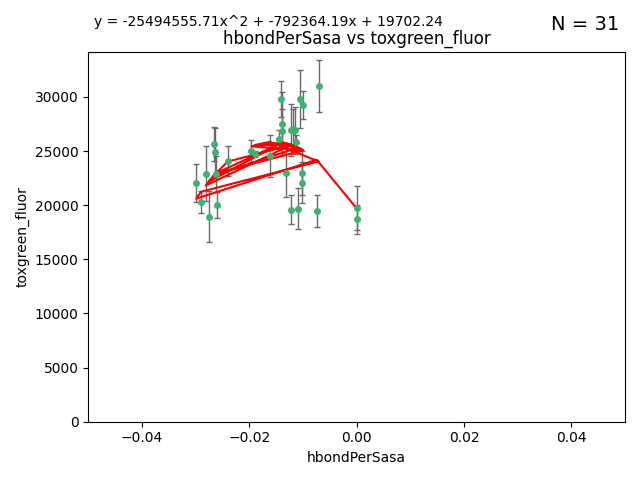 y = -25494555.71x^2 + -792364.19x + 19702.24
N = 31
hbondPerSasa vs toxgreen_fluor
30000
25000
20000
15000
10000
5000
0
toxgreen_fluor
−0.04 −0.02 0.00 0.02 0.04
hbondPerSasa